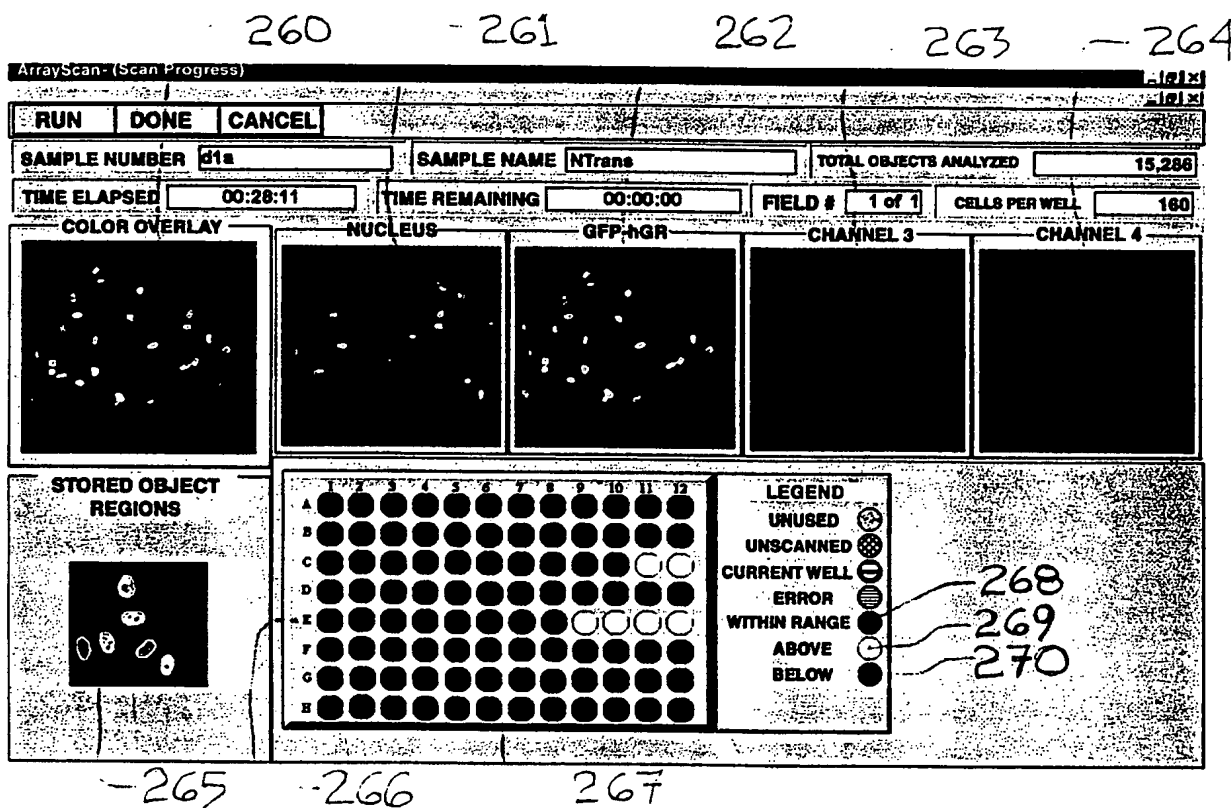 260 261 262 263 264
ArrayScan- (Scan Progress)
RUN DONE CANCEL
SAMPLE NUMBER d1a SAMPLE NAME NTrans TOTAL OBJECTS ANALYZED 15,286
TIME ELAPSED 00:28:11 TIME REMAINING 00:00:00 FIELD # 1 of 1 CELLS PER WELL 160
COLOR OVERLAY NUCLEUS GFP-hGR CHANNEL 3 CHANNEL 4
STORED OBJECT
REGIONS
1 2 3 4 5 6 7 8 9 10 11 12
A
B
C
D
E
F
G
H
LEGEND
UNUSED
UNSCANNED
CURRENT WELL
ERROR
WITHIN RANGE 268
ABOVE 269
BELOW 270
265 266 267